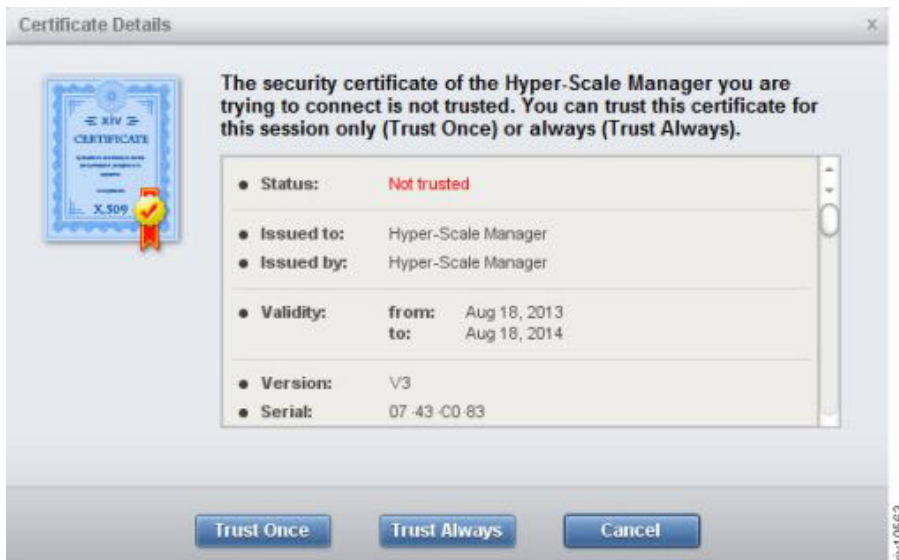 Certificate Details
x
The security certificate of the Hyper-Scale Manager you are
trying to connect is not trusted. You can trust this certificate for
this session only (Trust Once) or always (Trust Always).
XIV
CERTIFICATE
X.509
Status: Not trusted
Issued to: Hyper-Scale Manager
Issued by: Hyper-Scale Manager
Validity: from: Aug 18, 2013
to: Aug 18, 2014
Version: V3
Serial: 07-43-C0-83
Trust Once Trust Always Cancel